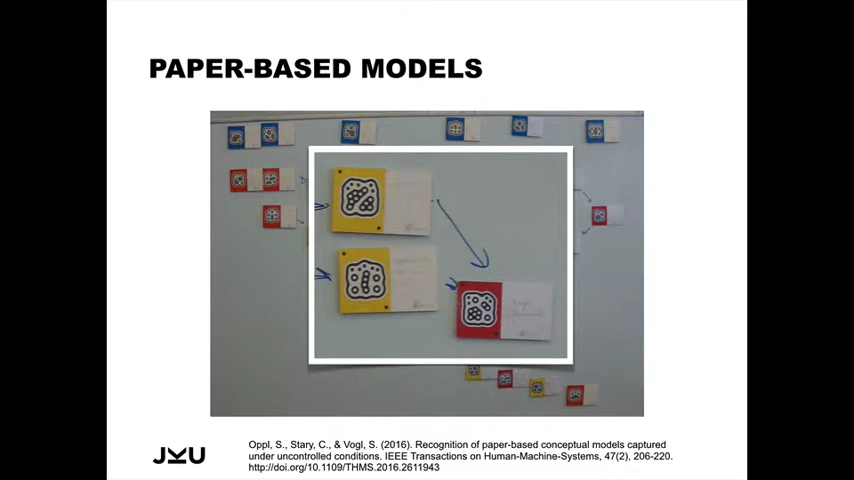 PAPER-BASED MODELS
JKU
Oppl, S., Stary, C., & Vogl, S. (2016). Recognition of paper-based conceptual models captured
under uncontrolled conditions. IEEE Transactions on Human-Machine-Systems, 47(2), 206-220.
http://doi.org/10.1109/THMS.2016.2611943